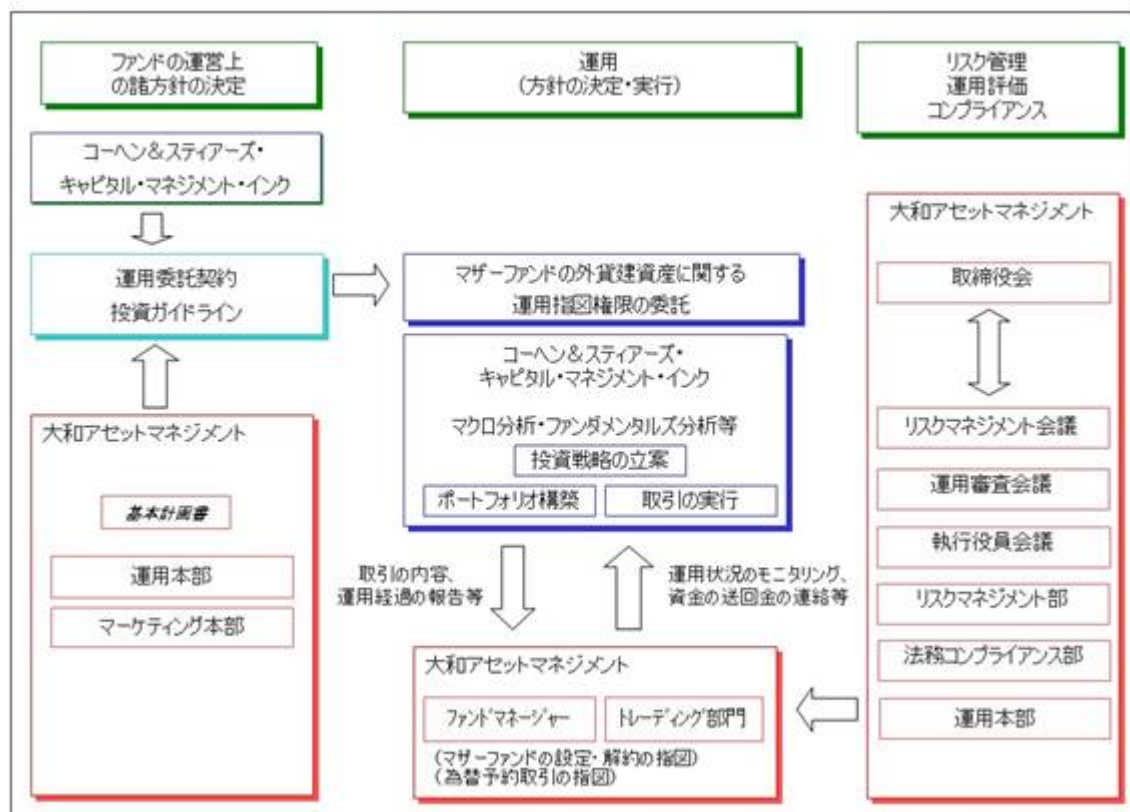 ファンドの運営上
の諸方針の決定
運用
(方針の決定・実行)
リスク管理
運用評価
コンプライアンス
コーヘン＆スティアーズ・
キャピタル・マネジメント・インク
運用委託契約
投資ガイドライン
マザーファンドの外貨建資産に関する
運用指図権限の委託
コーヘン＆スティアーズ・
キャピタル・マネジメント・インク
マクロ分析・ファンダメンタルズ分析等
投資戦略の立案
ポートフォリオ構築
取引の実行
大和アセットマネジメント
基本計画書
運用本部
マーケティング本部
取引の内容、
運用経過の報告等
運用状況のモニタリング、
資金の送回金の連絡等
大和アセットマネジメント
ファンドマネージャー
トレーディング部門
(マザーファンドの設定・解約の指図)
(為替予約取引の指図)
大和アセットマネジメント
取締役会
リスクマネジメント会議
運用審査会議
執行役員会議
リスクマネジメント部
法務コンプライアンス部
運用本部